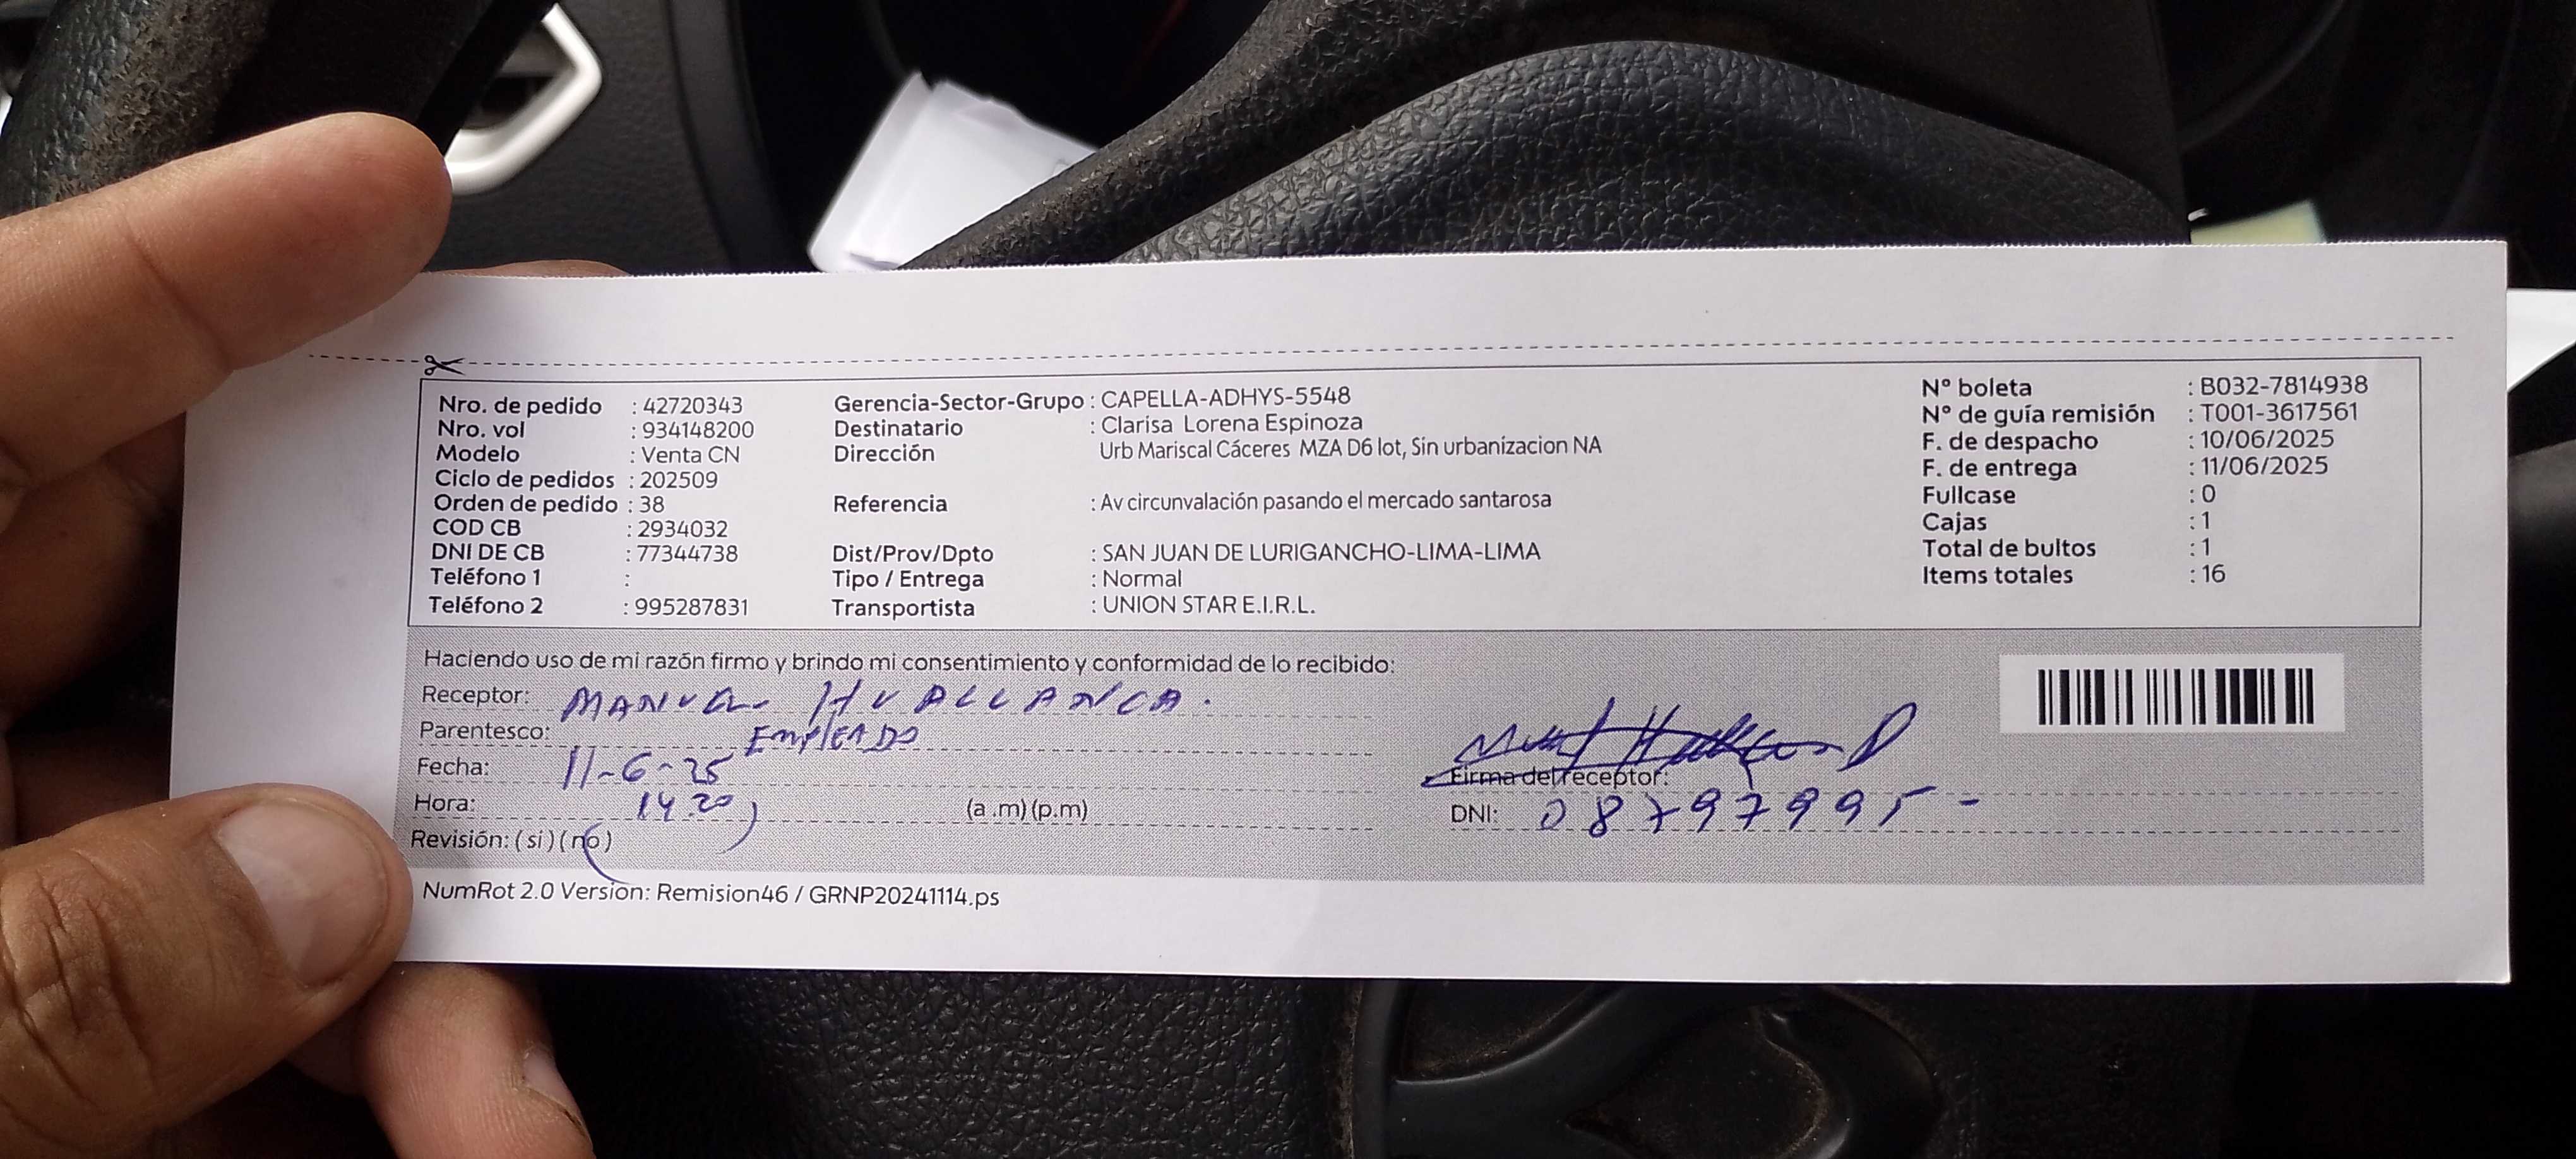 Nro. de pedido : 42720343
Nro. vol : 934148200
Modelo : Venta CN
Ciclo de pedidos : 202509
Orden de pedido : 38
COD CB : 2934032
DNI DE CB : 77344738
Teléfono 1 :
Teléfono 2 : 995287831
Gerencia-Sector-Grupo : CAPELLA-ADHYS-5548
Destinatario : Clarisa Lorena Espinoza
Dirección Urb Mariscal Cáceres MZA D6 lot, Sin urbanizacion NA
Referencia : Av circunvalación pasando el mercado santarosa
Dist/Prov/Dpto : SAN JUAN DE LURIGANCHO-LIMA-LIMA
Tipo / Entrega : Normal
Transportista : UNION STAR E.I.R.L.
N° boleta : B032-7814938
N° de guía remisión : T001-3617561
F. de despacho : 10/06/2025
F. de entrega : 11/06/2025
Fullcase : 0
Cajas : 1
Total de bultos : 1
Items totales : 16
Haciendo uso de mi razón firmo y brindo mi consentimiento y conformidad de lo recibido:
Receptor: MANUEL HUALLANCA.
Parentesco: EmplEADO
Fecha: 11-6-25
Hora: 14.20 (a .m) (p.m)
Revisión: ( si ) ( no )
Firma del receptor:
DNI: 08797995-
NumRot 2.0 Version: Remision46 / GRNP20241114.ps